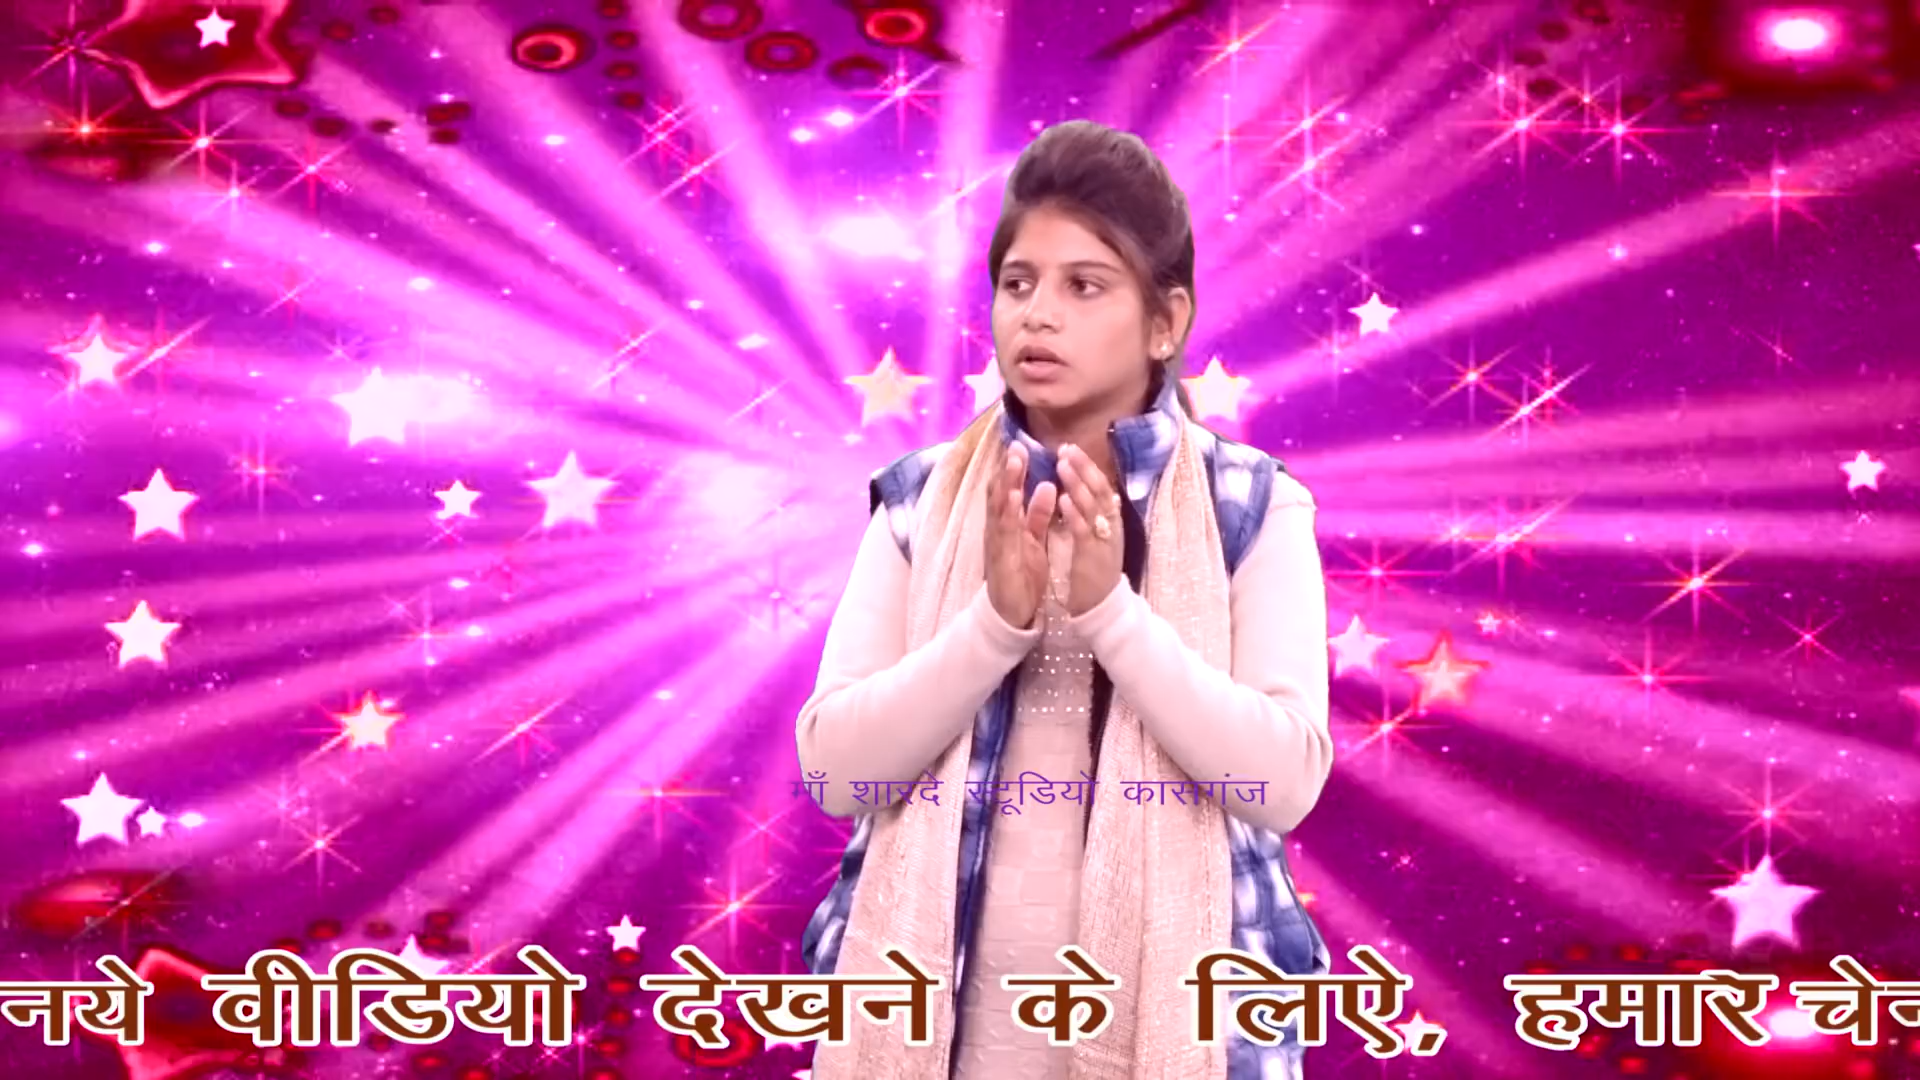 माँ शारदे स्टूडियो कासगंज
नये वीडियो देखने के लिऐ, हमारे